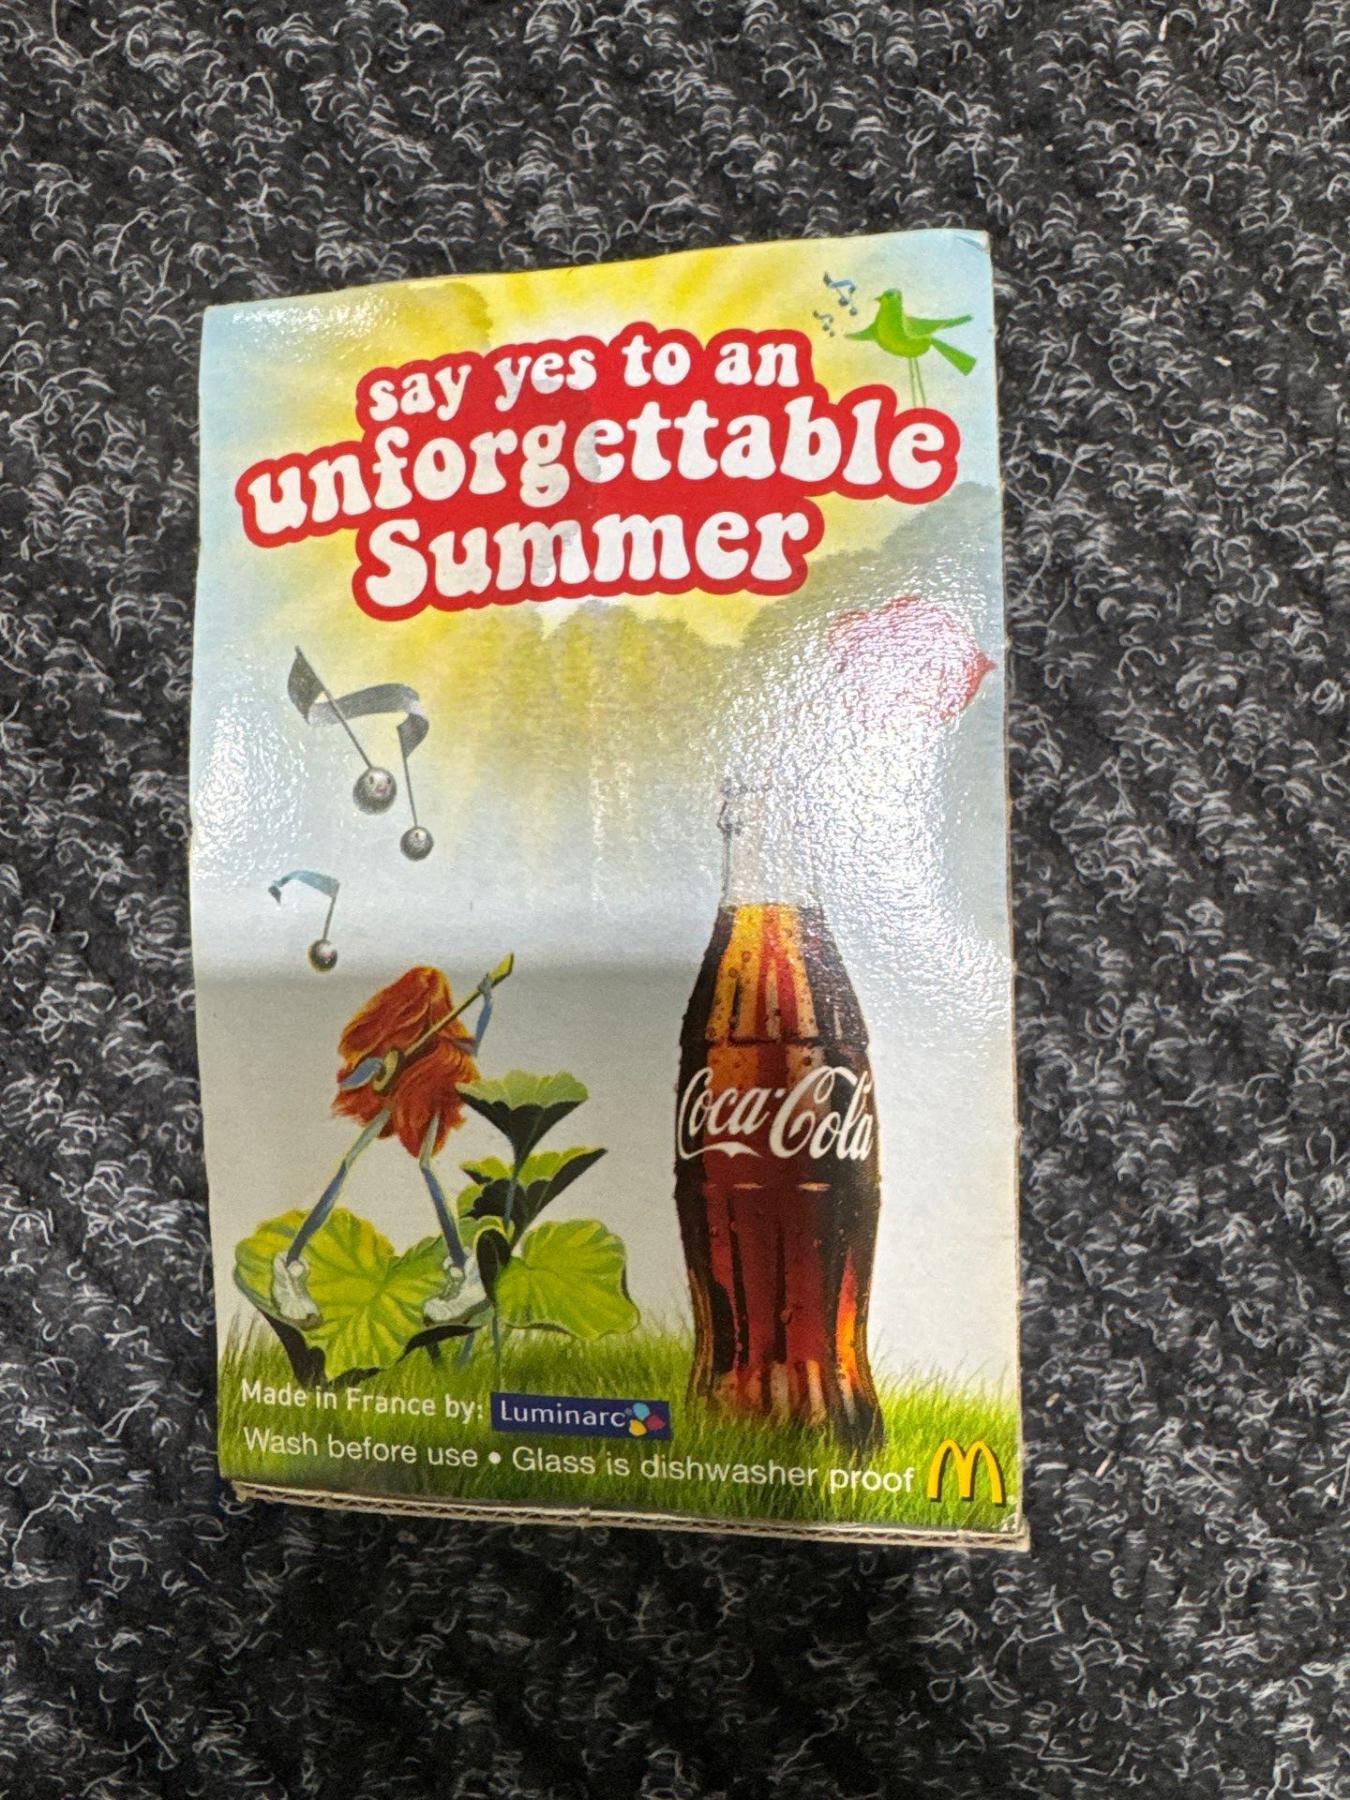 say yes to an
unforgettable
Summer
Coca-Cola
Made in France by: Luminarc
Wash before use • Glass is dishwasher proof